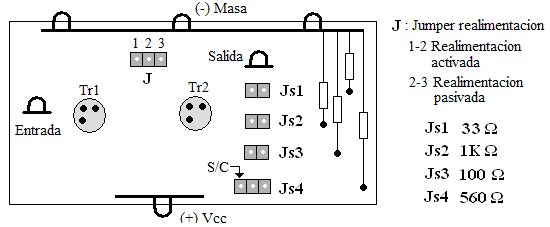 (-) Masa
1 2 3
J
Salida
Tr1
Tr2
Entrada
Js1
Js2
Js3
S/C
Js4
(+) Vcc
J : Jumper realimentacion
1-2 Realimentacion
activada
2-3 Realimentacion
pasivada
Js1 33 Ω
Js2 1K Ω
Js3 100 Ω
Js4 560 Ω